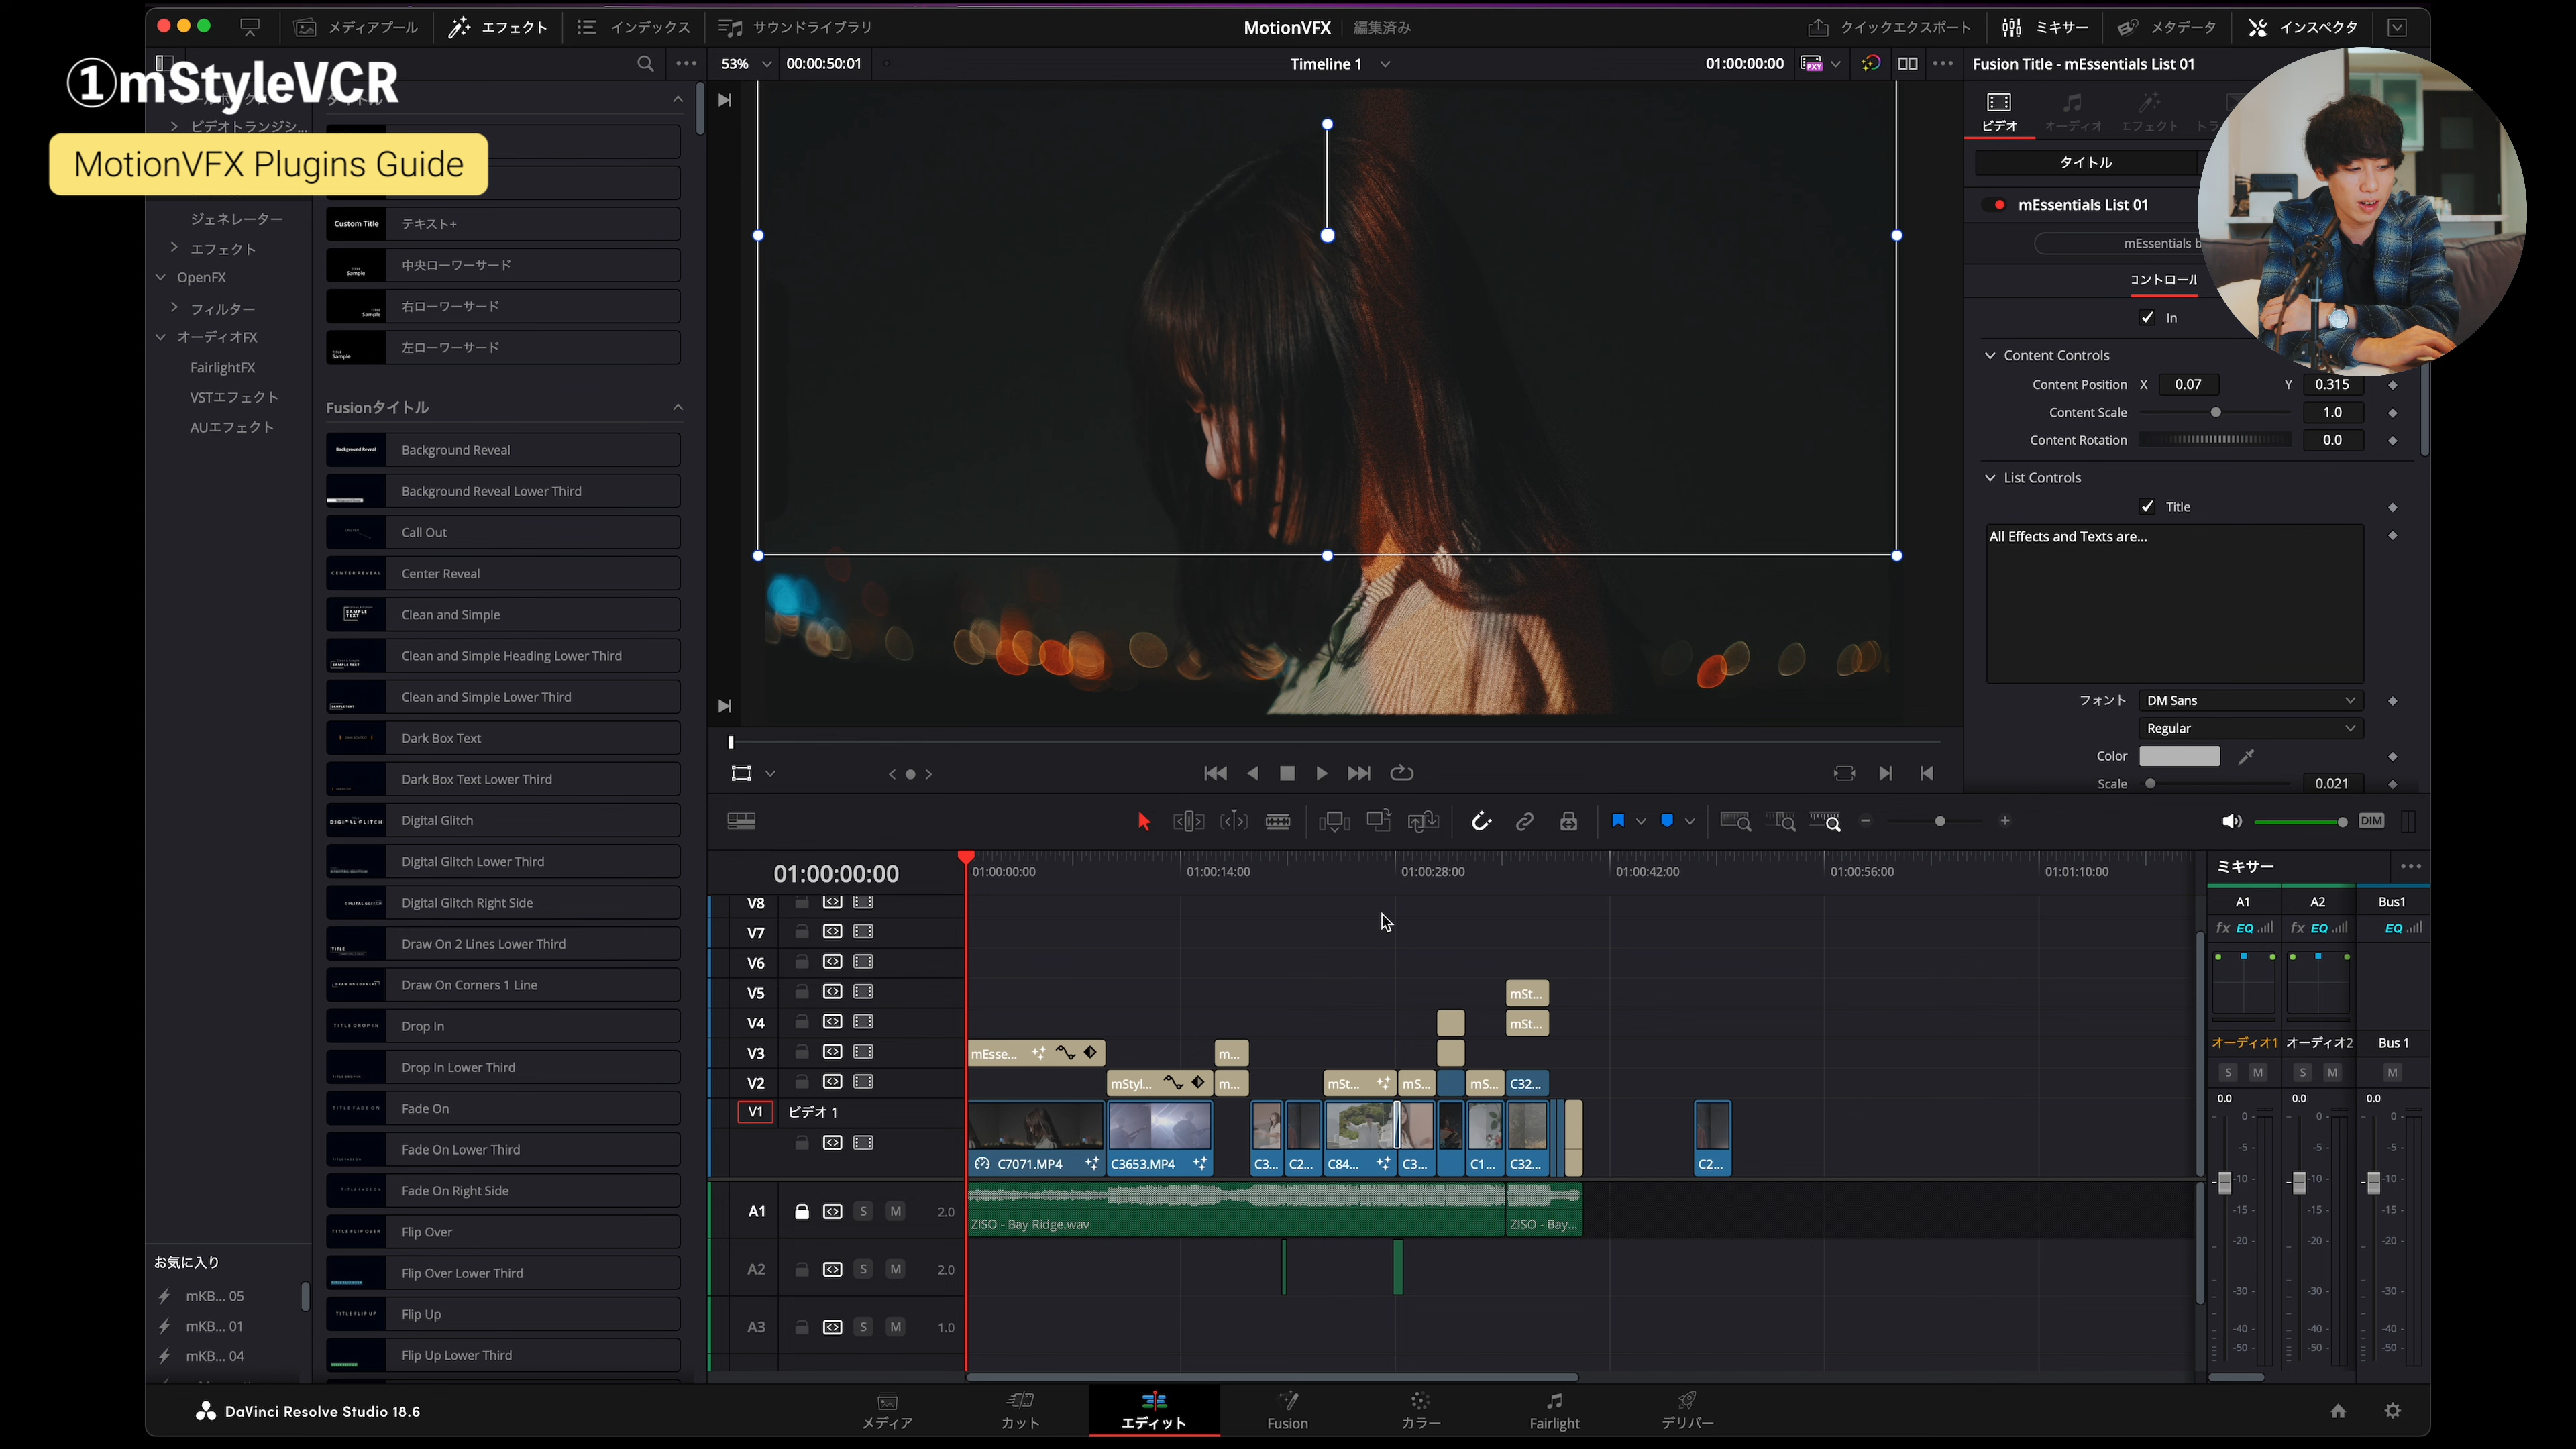 メディアプール
エフェクト
インデックス
サウンドライブラリ
MotionVFX
編集済み
クイックエクスポート
ミキサー
メタデータ
インスペクタ
①mStyleVCR
MotionVFX Plugins Guide
53%
00:00:50:01
Timeline 1
01:00:00:00
PXY
Fusion Title - mEssentials List 01
ビデオトランジシ...
ジェネレーター
エフェクト
OpenFX
フィルター
オーディオFX
FairlightFX
VSTエフェクト
AUエフェクト
お気に入り
mKB... 05
mKB... 01
mKB... 04
Custom Title
テキスト+
中央ローワーサード
右ローワーサード
左ローワーサード
Fusionタイトル
Background Reveal
Background Reveal Lower Third
Call Out
Center Reveal
Clean and Simple
Clean and Simple Heading Lower Third
Clean and Simple Lower Third
Dark Box Text
Dark Box Text Lower Third
Digital Glitch
Digital Glitch Lower Third
Digital Glitch Right Side
Draw On 2 Lines Lower Third
Draw On Corners 1 Line
Drop In
Drop In Lower Third
Fade On
Fade On Lower Third
Fade On Right Side
Flip Over
Flip Over Lower Third
Flip Up
Flip Up Lower Third
ビデオ
オーディオ
エフェクト
タイトル
mEssentials List 01
mEssentials b
コントロール
In
Content Controls
Content Position X 0.07 Y 0.315
Content Scale 1.0
Content Rotation 0.0
List Controls
Title
All Effects and Texts are...
フォント DM Sans
Regular
Color
Scale 0.021
DIM
01:00:00:00
01:00:00:00
01:00:14:00
01:00:28:00
01:00:42:00
01:00:56:00
01:01:10:00
V8
V7
V6
V5 mSt...
V4 mSt...
V3 mEsse... m...
V2 mStyl... m... mSt... mS... mS... C32...
V1 ビデオ 1
C7071.MP4 C3653.MP4 C3... C2... C84... C3... C1... C32... C2...
A1 S M 2.0
ZISO - Bay Ridge.wav ZISO - Bay...
A2 S M 2.0
A3 S M 1.0
ミキサー
A1 A2 Bus1
fx EQ fx EQ EQ
オーディオ1 オーディオ2 Bus 1
S M S M M
0.0 0.0 0.0
0- 0- 0-
-5- -5- -5-
-10- -10- -10-
-15- -15- -15-
-20- -20- -20-
-30- -30- -30-
-40- -40- -40-
-50- -50- -50-
DaVinci Resolve Studio 18.6
メディア
カット
エディット
Fusion
カラー
Fairlight
デリバー